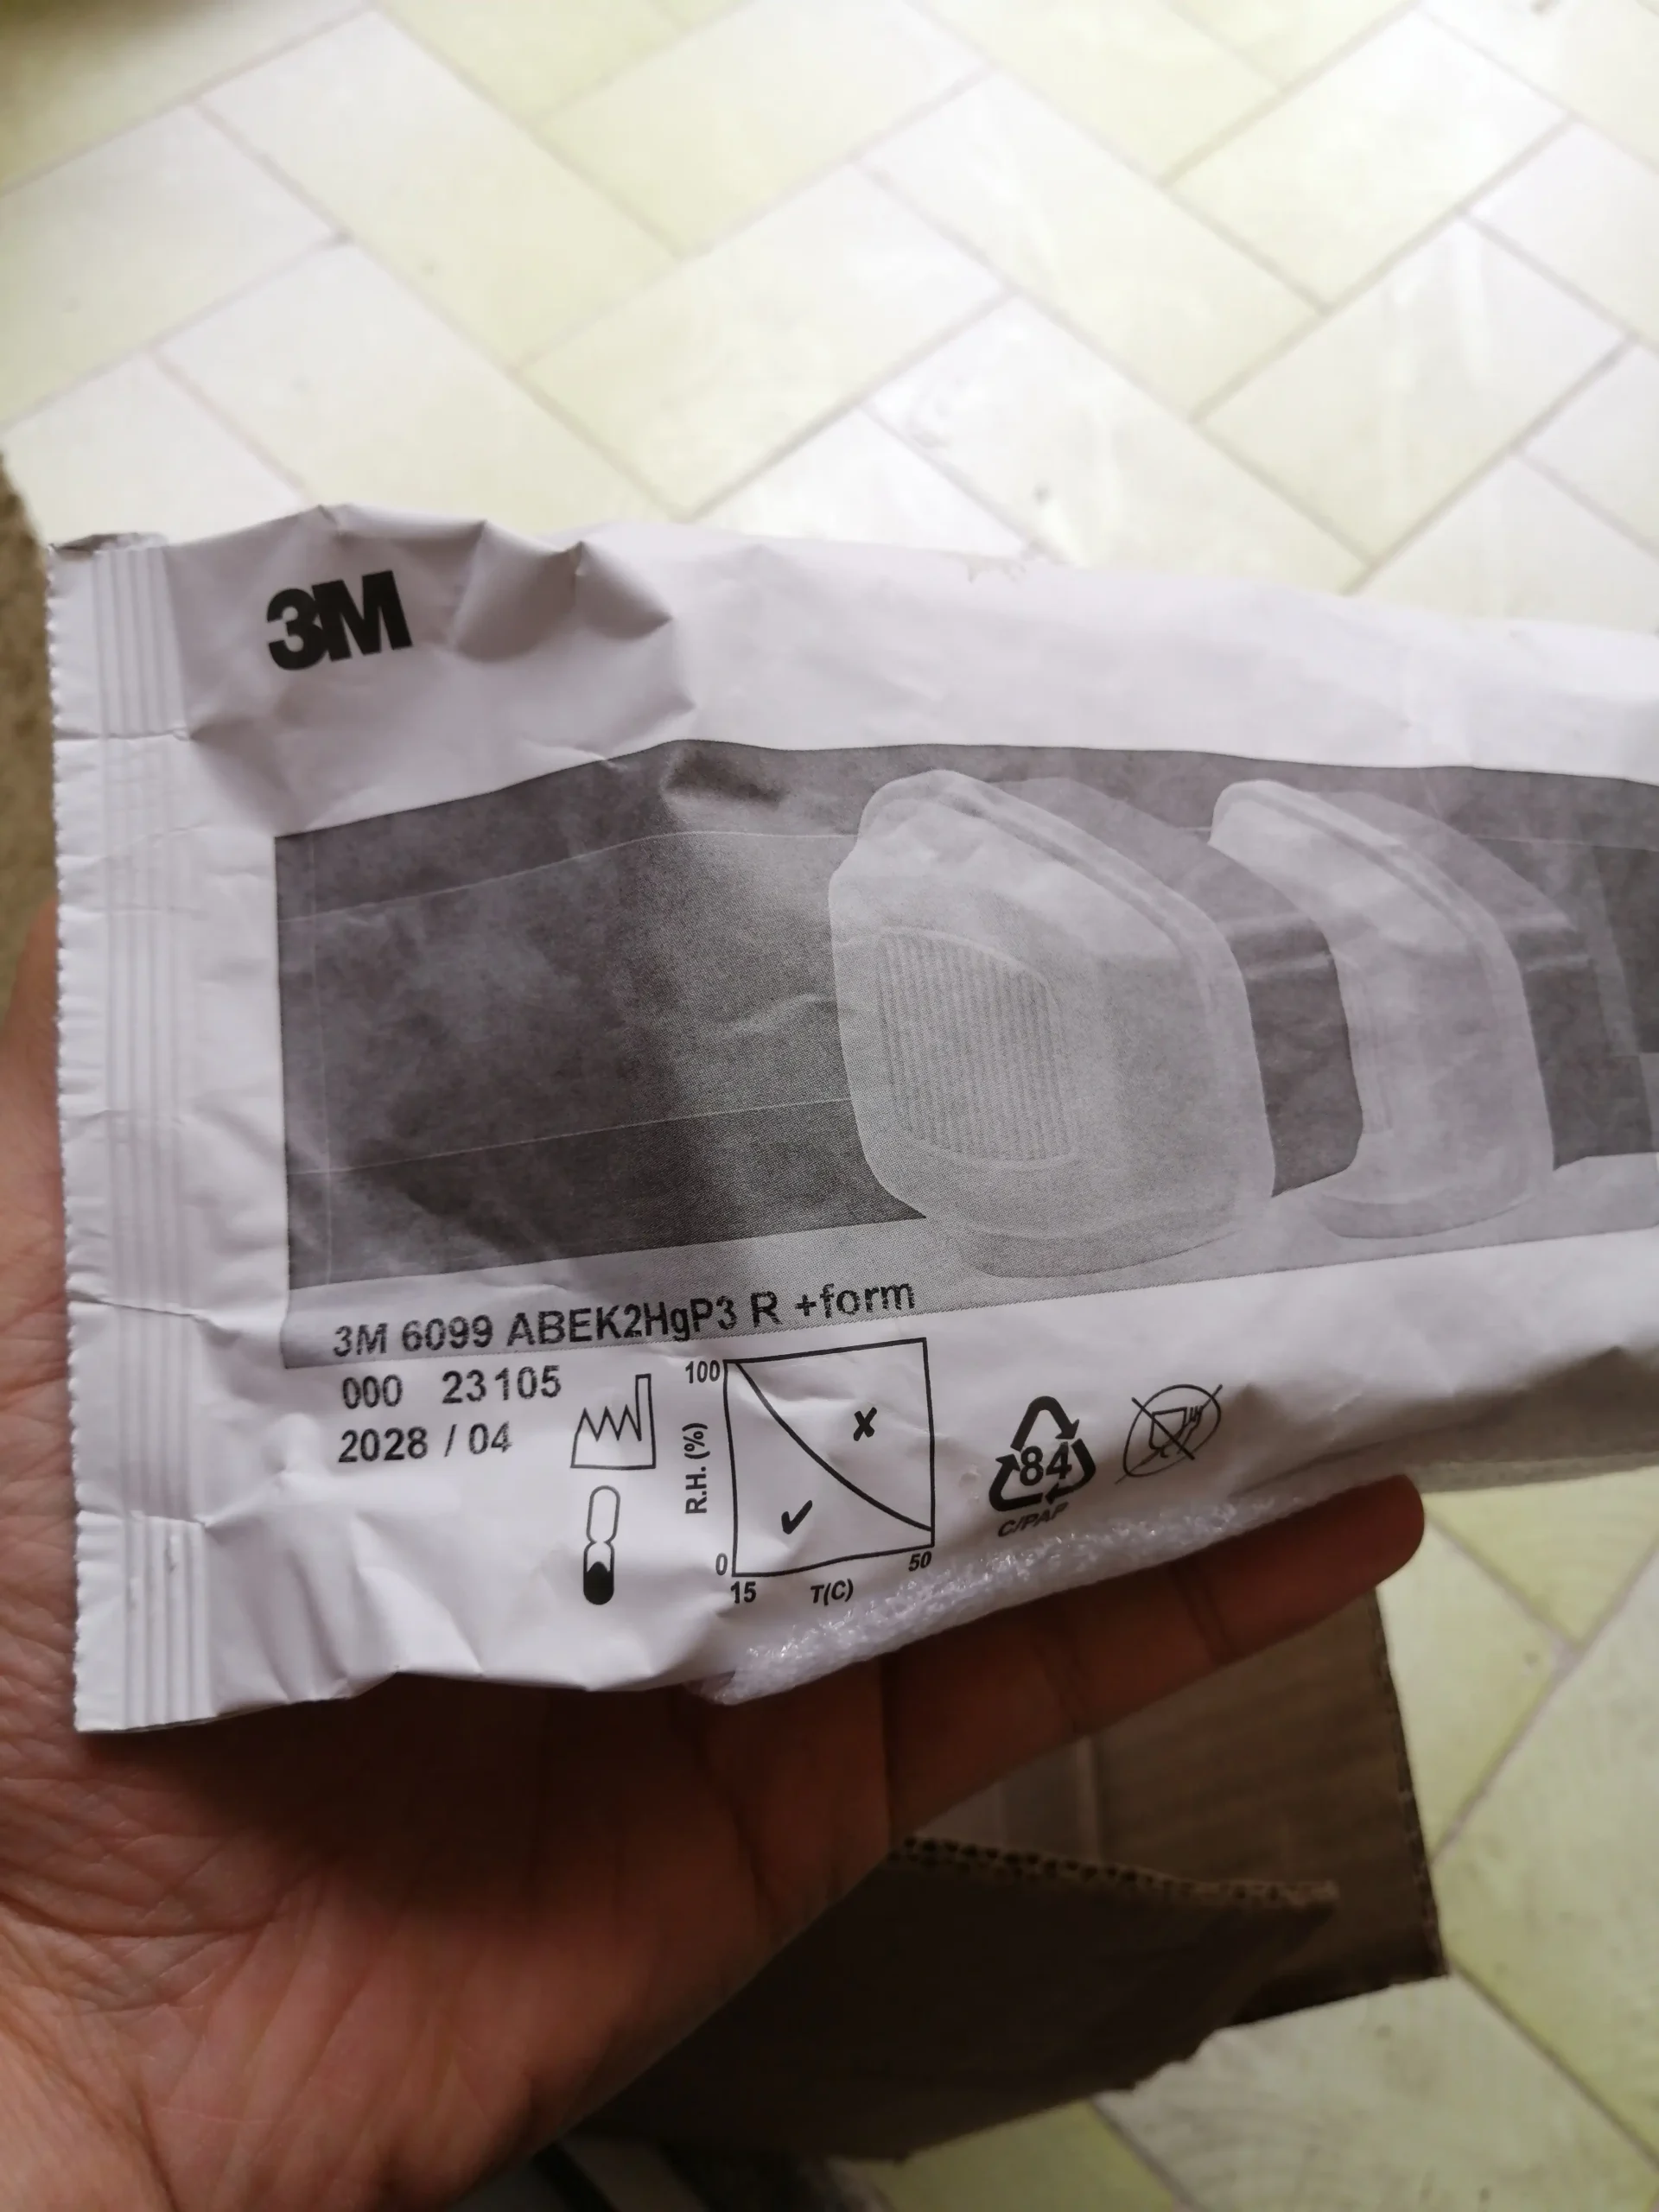 3M
3M 6099 ABEK2HgP3 R +form
000 23105
2028 / 04
100
R.H. (%)
0
15
T(C)
50
84
C/PAP